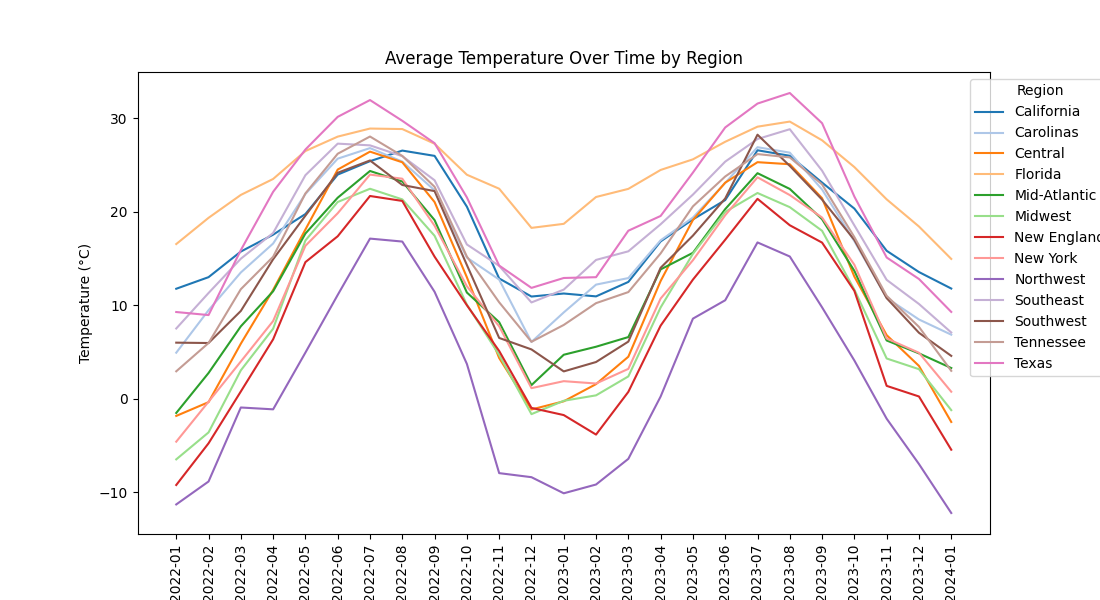 Average Temperature Over Time by Region
Temperature (°C)
30
20
10
0
−10
2022-01
2022-02
2022-03
2022-04
2022-05
2022-06
2022-07
2022-08
2022-09
2022-10
2022-11
2022-12
2023-01
2023-02
2023-03
2023-04
2023-05
2023-06
2023-07
2023-08
2023-09
2023-10
2023-11
2023-12
2024-01
Region
California
Carolinas
Central
Florida
Mid-Atlantic
Midwest
New England
New York
Northwest
Southeast
Southwest
Tennessee
Texas